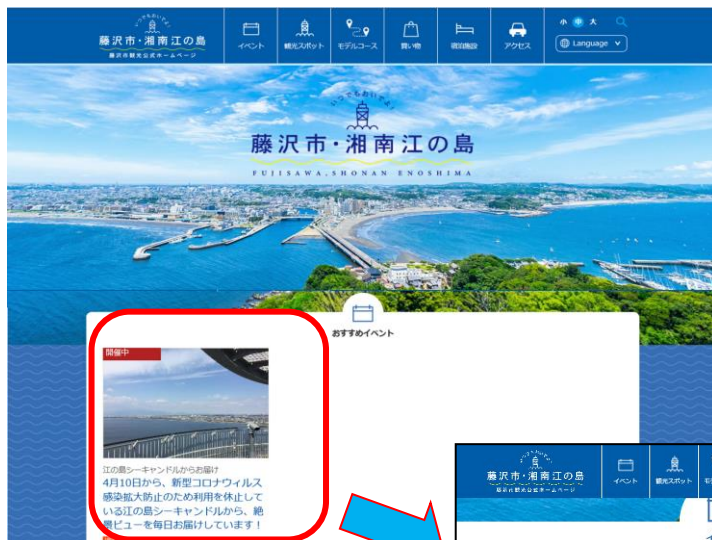 いつでもおいでよ!
藤沢市・湘南江の島
藤沢市観光公式ホームページ
イベント
観光スポット
モデルコース
買い物
宿泊施設
アクセス
小 中 大
Language
いつでもおいでよ!
藤沢市・湘南江の島
FUJISAWA, SHONAN ENOSHIMA
おすすめイベント
開催中
江の島シーキャンドルからお届け
4月10日から、新型コロナウィルス
感染拡大防止のため利用を休止して
いる江の島シーキャンドルから、絶
景ビューを毎日お届けしています!
藤沢市・湘南江の島
藤沢市観光公式ホームページ
イベント
観光スポット